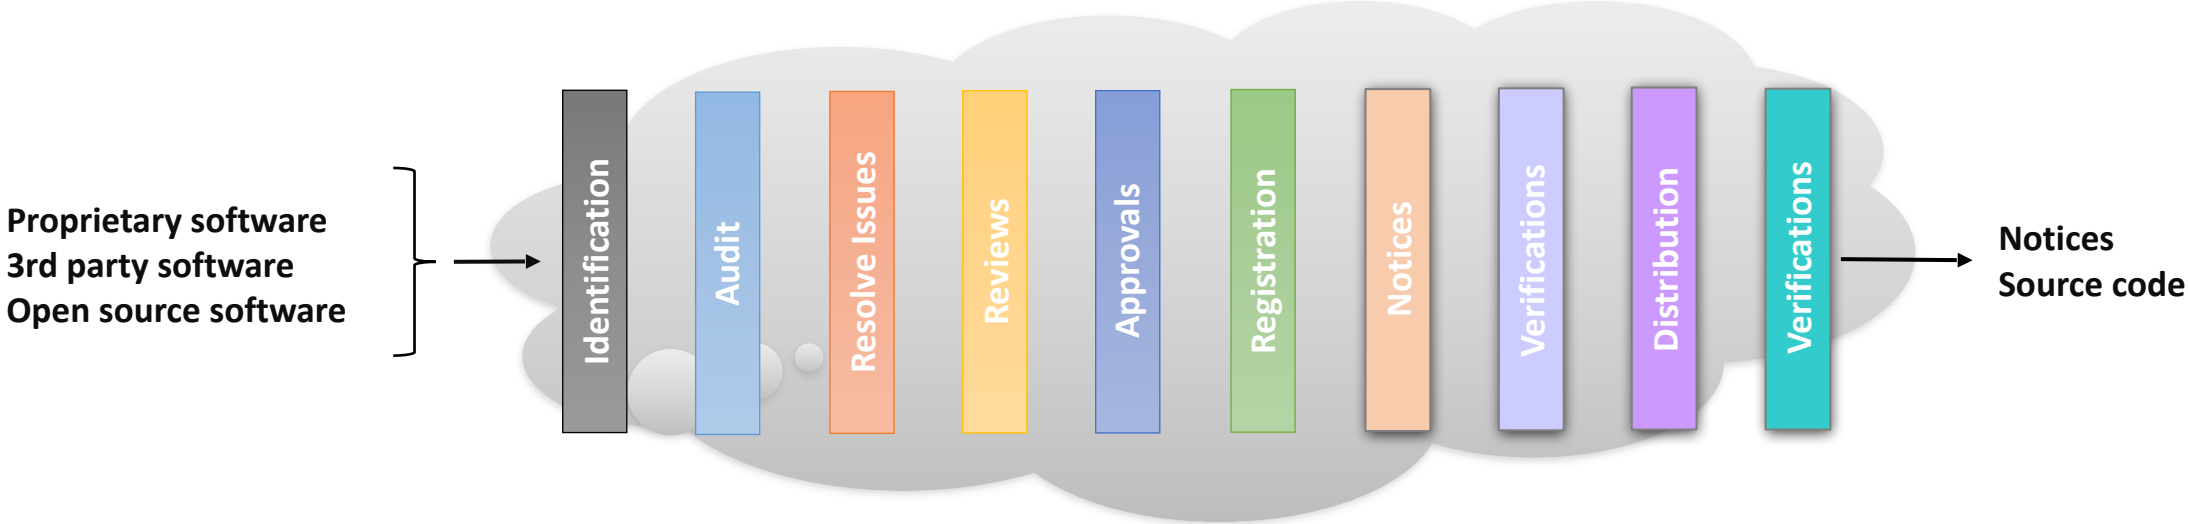 Proprietary software
3rd party software
Open source software
Identification
Audit
Resolve Issues
Reviews
Approvals
Registration
Notices
Verifications
Distribution
Verifications
Notices
Source code